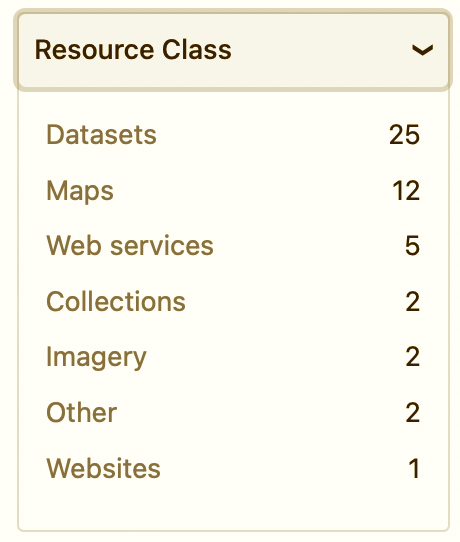 Resource Class
Datasets 25
Maps 12
Web services 5
Collections 2
Imagery 2
Other 2
Websites 1